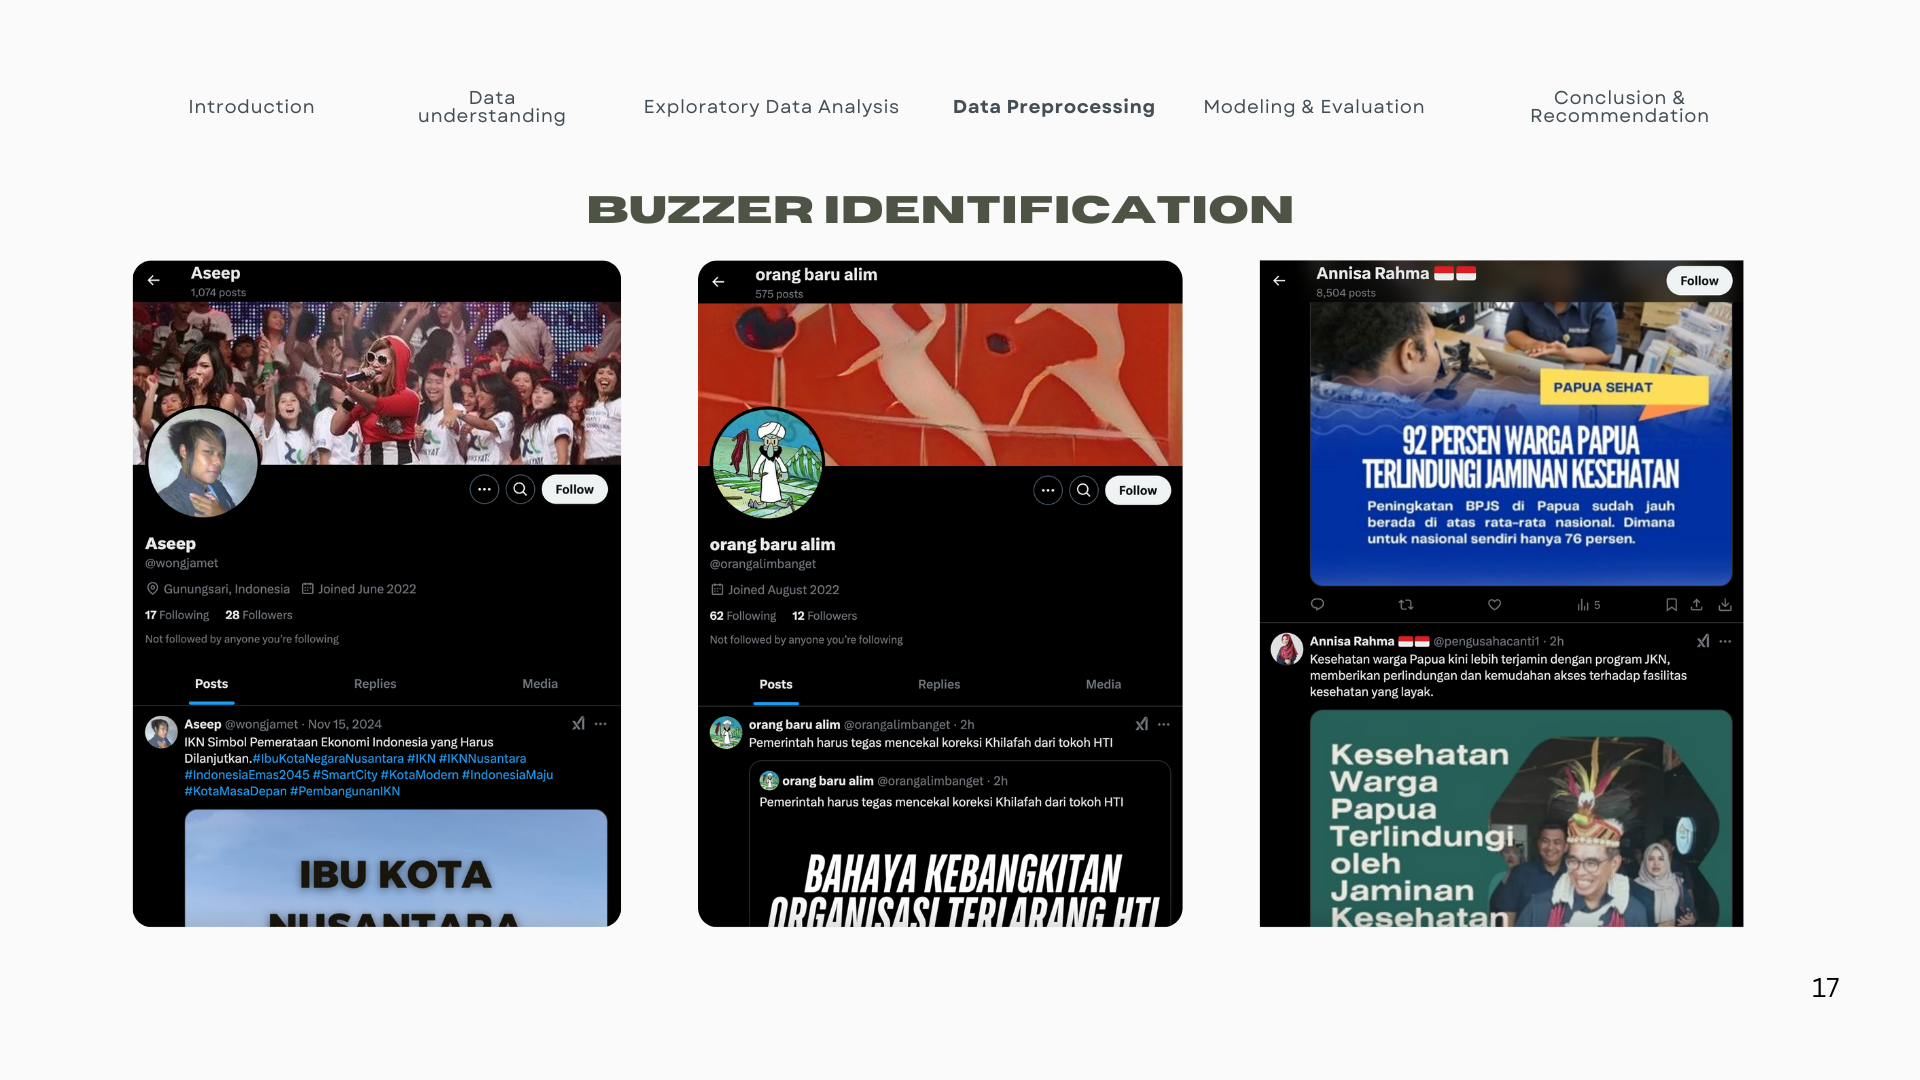 Introduction
Data
understanding
Exploratory Data Analysis
Data Preprocessing
Modeling & Evaluation
Conclusion &
Recommendation
BUZZER IDENTIFICATION
Aseep
1,074 posts
Follow
Aseep
@wongjamet
Gunungsari, Indonesia Joined June 2022
17 Following 28 Followers
Not followed by anyone you're following
Posts Replies Media
Aseep @wongjamet · Nov 15, 2024
IKN Simbol Pemerataan Ekonomi Indonesia yang Harus
Dilanjutkan.#IbuKotaNegaraNusantara #IKN #IKNNusantara
#IndonesiaEmas2045 #SmartCity #KotaModern #IndonesiaMaju
#KotaMasaDepan #PembangunanIKN
IBU KOTA
NUSANTARA
orang baru alim
575 posts
Follow
orang baru alim
@orangalimbanget
Joined August 2022
62 Following 12 Followers
Not followed by anyone you're following
Posts Replies Media
orang baru alim @orangalimbanget · 2h
Pemerintah harus tegas mencekal koreksi Khilafah dari tokoh HTI
orang baru alim @orangalimbanget · 2h
Pemerintah harus tegas mencekal koreksi Khilafah dari tokoh HTI
BAHAYA KEBANGKITAN
ORGANISASI TERLARANG HTI
Annisa Rahma
8,504 posts
Follow
PAPUA SEHAT
92 PERSEN WARGA PAPUA
TERLINDUNGI JAMINAN KESEHATAN
Peningkatan BPJS di Papua sudah jauh
berada di atas rata-rata nasional. Dimana
untuk nasional sendiri hanya 76 persen.
5
Annisa Rahma @pengusahacanti1 · 2h
Kesehatan warga Papua kini lebih terjamin dengan program JKN,
memberikan perlindungan dan kemudahan akses terhadap fasilitas
kesehatan yang layak.
Kesehatan
Warga
Papua
Terlindungi
oleh
Jaminan
Kesehatan
17